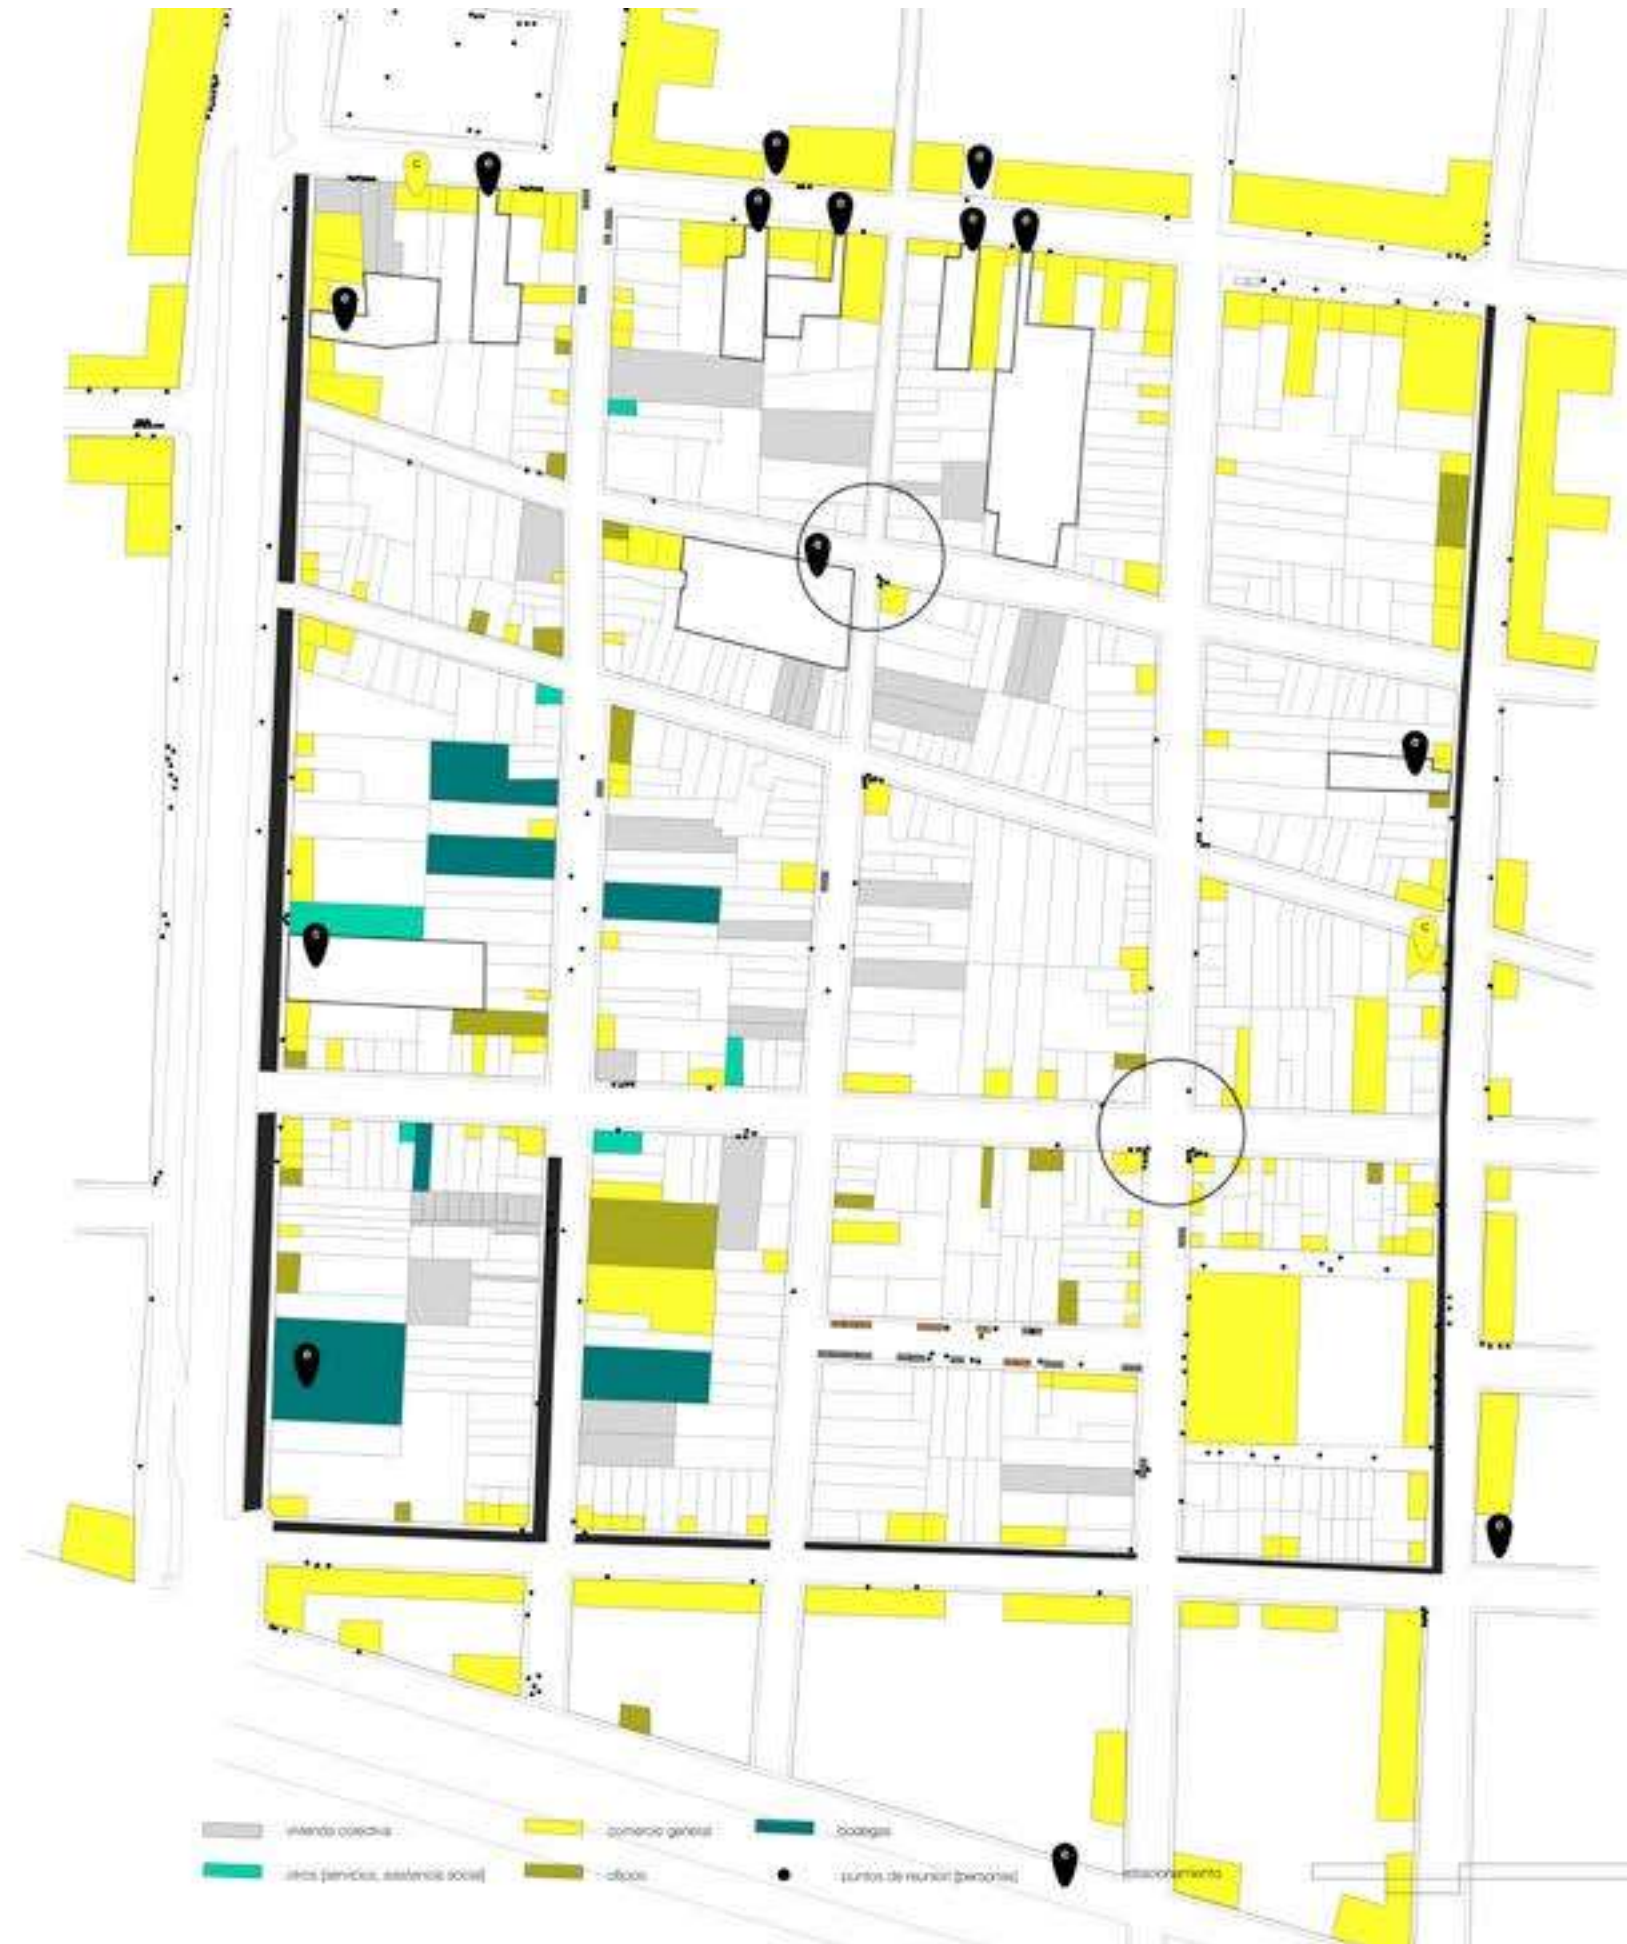 vivienda colectiva
comercio general
bodegas
otros [servicios, asistencia social]
oficios
puntos de reunión [personas]
estacionamiento